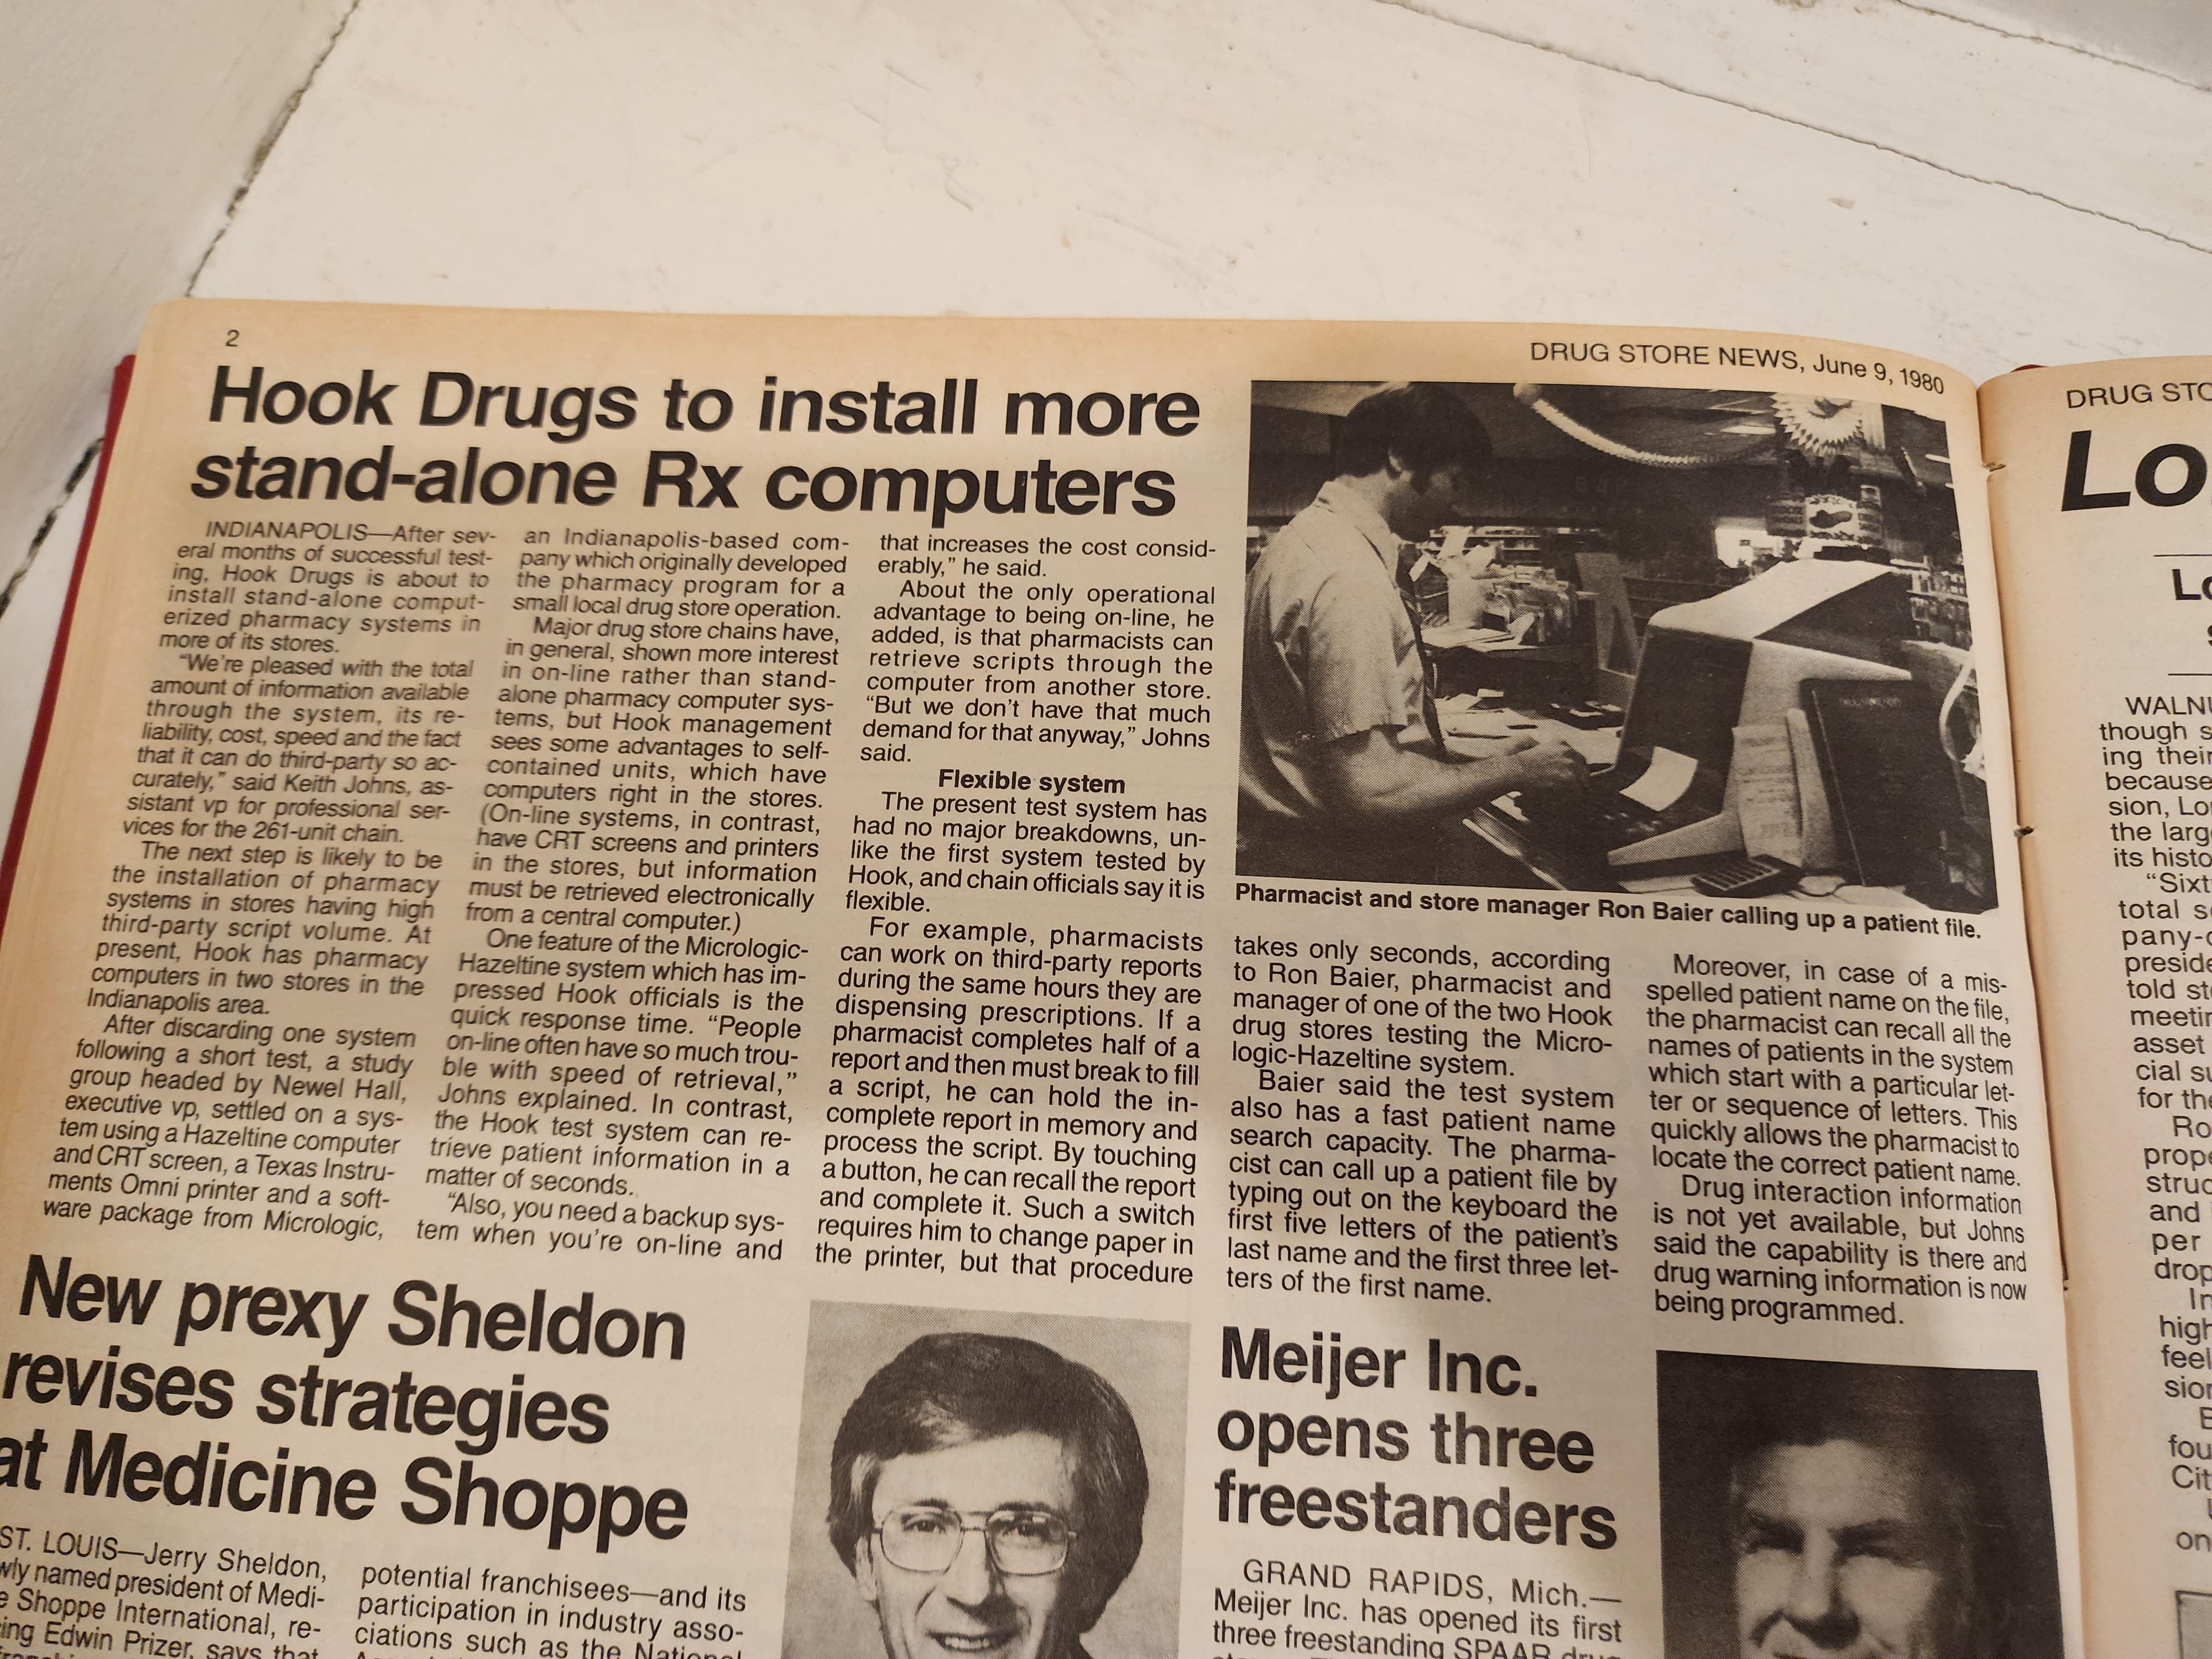 2
DRUG STORE NEWS, June 9, 1980
Hook Drugs to install more
stand-alone Rx computers
INDIANAPOLIS—After sev-
eral months of successful test-
ing, Hook Drugs is about to
install stand-alone comput-
erized pharmacy systems in
more of its stores.
“We're pleased with the total
amount of information available
through the system, its re-
liability, cost, speed and the fact
that it can do third-party so ac-
curately,” said Keith Johns, as-
sistant vp for professional ser-
vices for the 261-unit chain.
The next step is likely to be
the installation of pharmacy
systems in stores having high
third-party script volume. At
present, Hook has pharmacy
computers in two stores in the
Indianapolis area.
After discarding one system
following a short test, a study
group headed by Newel Hall,
executive vp, settled on a sys-
tem using a Hazeltine computer
and CRT screen, a Texas Instru-
ments Omni printer and a soft-
ware package from Micrologic,
an Indianapolis-based com-
pany which originally developed
the pharmacy program for a
small local drug store operation.
Major drug store chains have,
in general, shown more interest
in on-line rather than stand-
alone pharmacy computer sys-
tems, but Hook management
sees some advantages to self-
contained units, which have
computers right in the stores.
(On-line systems, in contrast,
have CRT screens and printers
in the stores, but information
must be retrieved electronically
from a central computer.)
One feature of the Micrologic-
Hazeltine system which has im-
pressed Hook officials is the
quick response time. “People
on-line often have so much trou-
ble with speed of retrieval,”
Johns explained. In contrast,
the Hook test system can re-
trieve patient information in a
matter of seconds.
“Also, you need a backup sys-
tem when you're on-line and
that increases the cost consid-
erably,” he said.
About the only operational
advantage to being on-line, he
added, is that pharmacists can
retrieve scripts through the
computer from another store.
“But we don't have that much
demand for that anyway,” Johns
said.
Flexible system
The present test system has
had no major breakdowns, un-
like the first system tested by
Hook, and chain officials say it is
flexible.
For example, pharmacists
can work on third-party reports
during the same hours they are
dispensing prescriptions. If a
pharmacist completes half of a
report and then must break to fill
a script, he can hold the in-
complete report in memory and
process the script. By touching
a button, he can recall the report
and complete it. Such a switch
requires him to change paper in
the printer, but that procedure
Pharmacist and store manager Ron Baier calling up a patient file.
takes only seconds, according
to Ron Baier, pharmacist and
manager of one of the two Hook
drug stores testing the Micro-
logic-Hazeltine system.
Baier said the test system
also has a fast patient name
search capacity. The pharma-
cist can call up a patient file by
typing out on the keyboard the
first five letters of the patient's
last name and the first three let-
ters of the first name.
Moreover, in case of a mis-
spelled patient name on the file,
the pharmacist can recall all the
names of patients in the system
which start with a particular let-
ter or sequence of letters. This
quickly allows the pharmacist to
locate the correct patient name.
Drug interaction information
is not yet available, but Johns
said the capability is there and
drug warning information is now
being programmed.
New prexy Sheldon
revises strategies
at Medicine Shoppe
ST. LOUIS—Jerry Sheldon,
named president of Medi-
Shoppe International, re-
Edwin Prizer, says that
potential franchisees—and its
participation in industry asso-
ciations such as the National
Meijer Inc.
opens three
freestanders
GRAND RAPIDS, Mich.—
Meijer Inc. has opened its first
three freestanding SPAAR drug
DRUG
though
ing their
because
sion,
the
its
“Sixt
total
told
asset
for the
and
per
high
feel